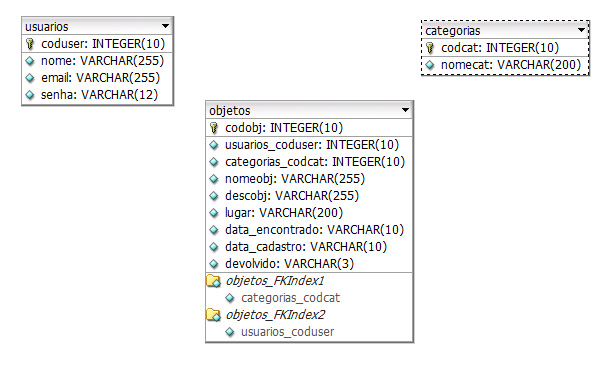 usuarios
coduser: INTEGER(10)
nome: VARCHAR(255)
email: VARCHAR(255)
senha: VARCHAR(12)
categorias
codcat: INTEGER(10)
nomecat: VARCHAR(200)
objetos
codobj: INTEGER(10)
usuarios_coduser: INTEGER(10)
categorias_codcat: INTEGER(10)
nomeobj: VARCHAR(255)
descobj: VARCHAR(255)
lugar: VARCHAR(200)
data_encontrado: VARCHAR(10)
data_cadastro: VARCHAR(10)
devolvido: VARCHAR(3)
objetos_FKIndex1
categorias_codcat
objetos_FKIndex2
usuarios_coduser